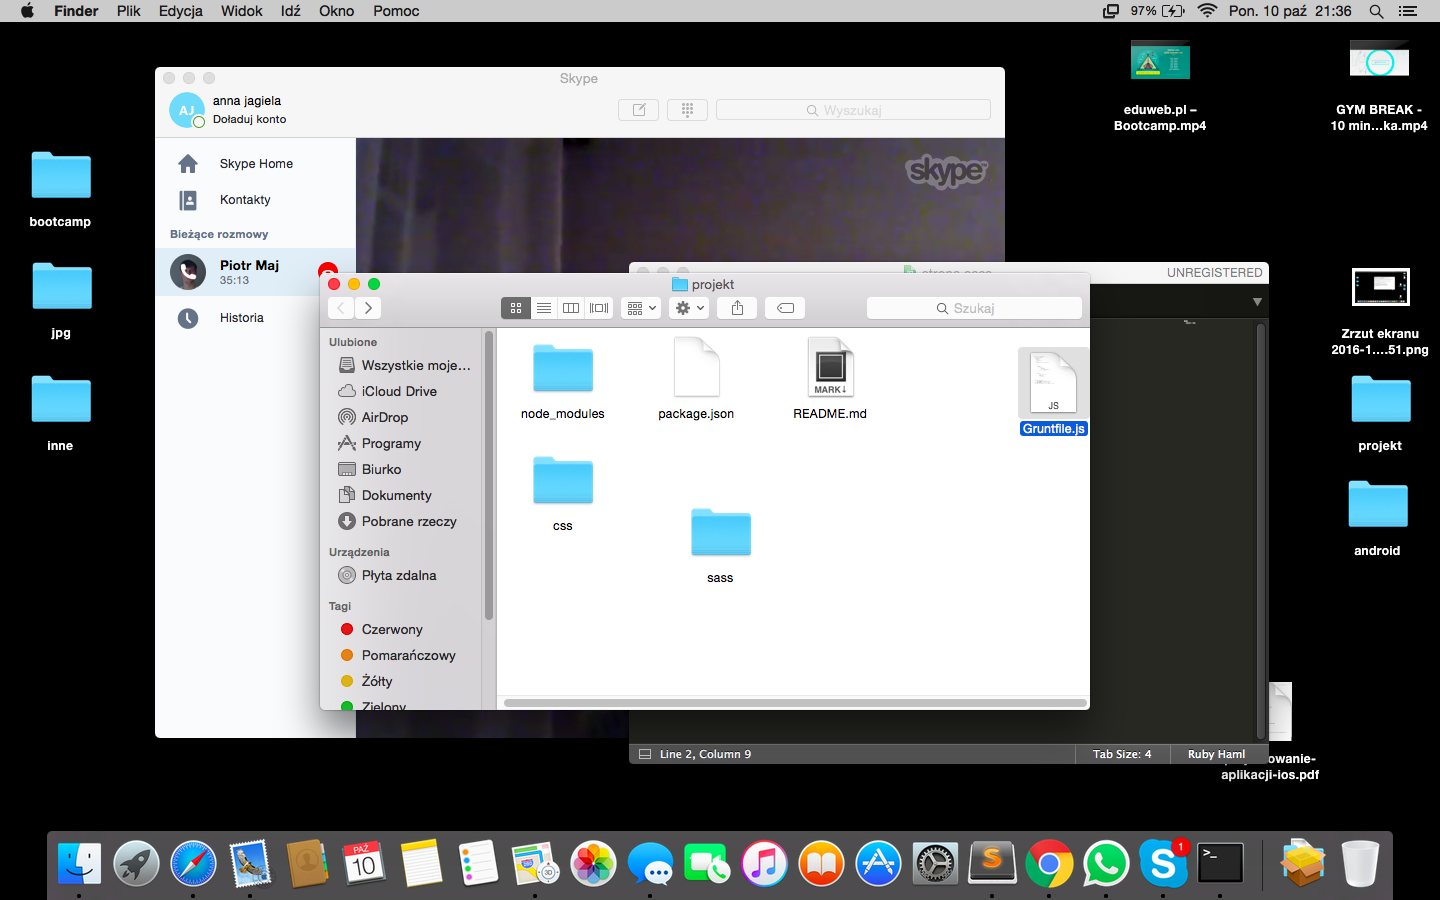 Finder Plik Edycja Widok Idź Okno Pomoc 97% Pon. 10 paź 21:36
eduweb.pl –
Bootcamp.mp4
GYM BREAK -
10 min...ka.mp4
Skype
AJ
anna jagiela
Doładuj konto
Wyszukaj
Skype Home
Kontakty
Bieżące rozmowy
Piotr Maj
35:13
Historia
skype
bootcamp
jpg
inne
UNREGISTERED
projekt
Szukaj
Ulubione
Wszystkie moje...
iCloud Drive
AirDrop
Programy
Biurko
Dokumenty
Pobrane rzeczy
Urządzenia
Płyta zdalna
Tagi
Czerwony
Pomarańczowy
Żółty
Zielony
node_modules
package.json
MARK↓
README.md
JS
Gruntfile.js
css
sass
Zrzut ekranu
2016-1....51.png
projekt
android
owanie-
aplikacji-ios.pdf
Line 2, Column 9
Tab Size: 4
Ruby Haml
PAŹ
10
3D
S
S
1
>_